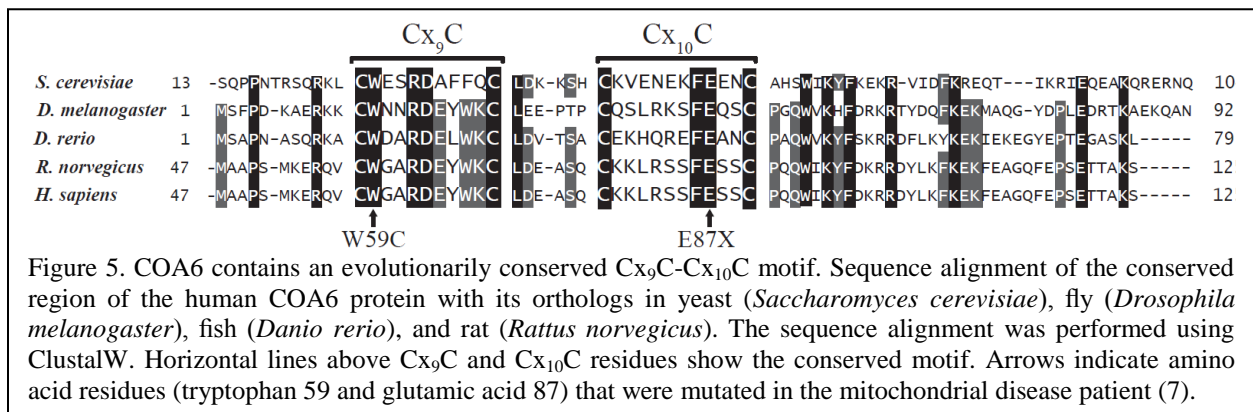 Cx9C Cx10C
S. cerevisiae 13 -SQPPNTRSQRKL CWESRDAFFQC LDK-KSH CKVENEKFEENC AHSWIKYFKEKR-VIDFKREQT---IKRIEQEAKQRERNQ 10
D. melanogaster 1 MSFPD-KAERKK CWNNRDEYWKC LEE-PTP CQSLRKSFEQSC PGQWVKHFDRKRTYDQFKEKMAQG-YDPLEDRTKAEKQAN 92
D. rerio 1 MSAPN-ASQRKA CWDARDELWKC LDV-TSA CEKHQREFEANC PAQWVKYFSKRRDFLKYKEKIEKEGYEPTEGASKL----- 79
R. norvegicus 47 -MAAPS-MKERQV CWGARDEYWKC LDE-ASQ CKKLRSSFESSC PQQWIKYFDKRRDYLKFKEKFEAGQFEPSETTAKS----- 12
H. sapiens 47 -MAAPS-MKERQV CWGARDEYWKC LDE-ASQ CKKLRSSFESSC PQQWIKYFDKRRDYLKFKEKFEAGQFEPSETTAKS----- 12
W59C E87X
Figure 5. COA6 contains an evolutionarily conserved Cx9C-Cx10C motif. Sequence alignment of the conserved
region of the human COA6 protein with its orthologs in yeast (Saccharomyces cerevisiae), fly (Drosophila
melanogaster), fish (Danio rerio), and rat (Rattus norvegicus). The sequence alignment was performed using
ClustalW. Horizontal lines above Cx9C and Cx10C residues show the conserved motif. Arrows indicate amino
acid residues (tryptophan 59 and glutamic acid 87) that were mutated in the mitochondrial disease patient (7).